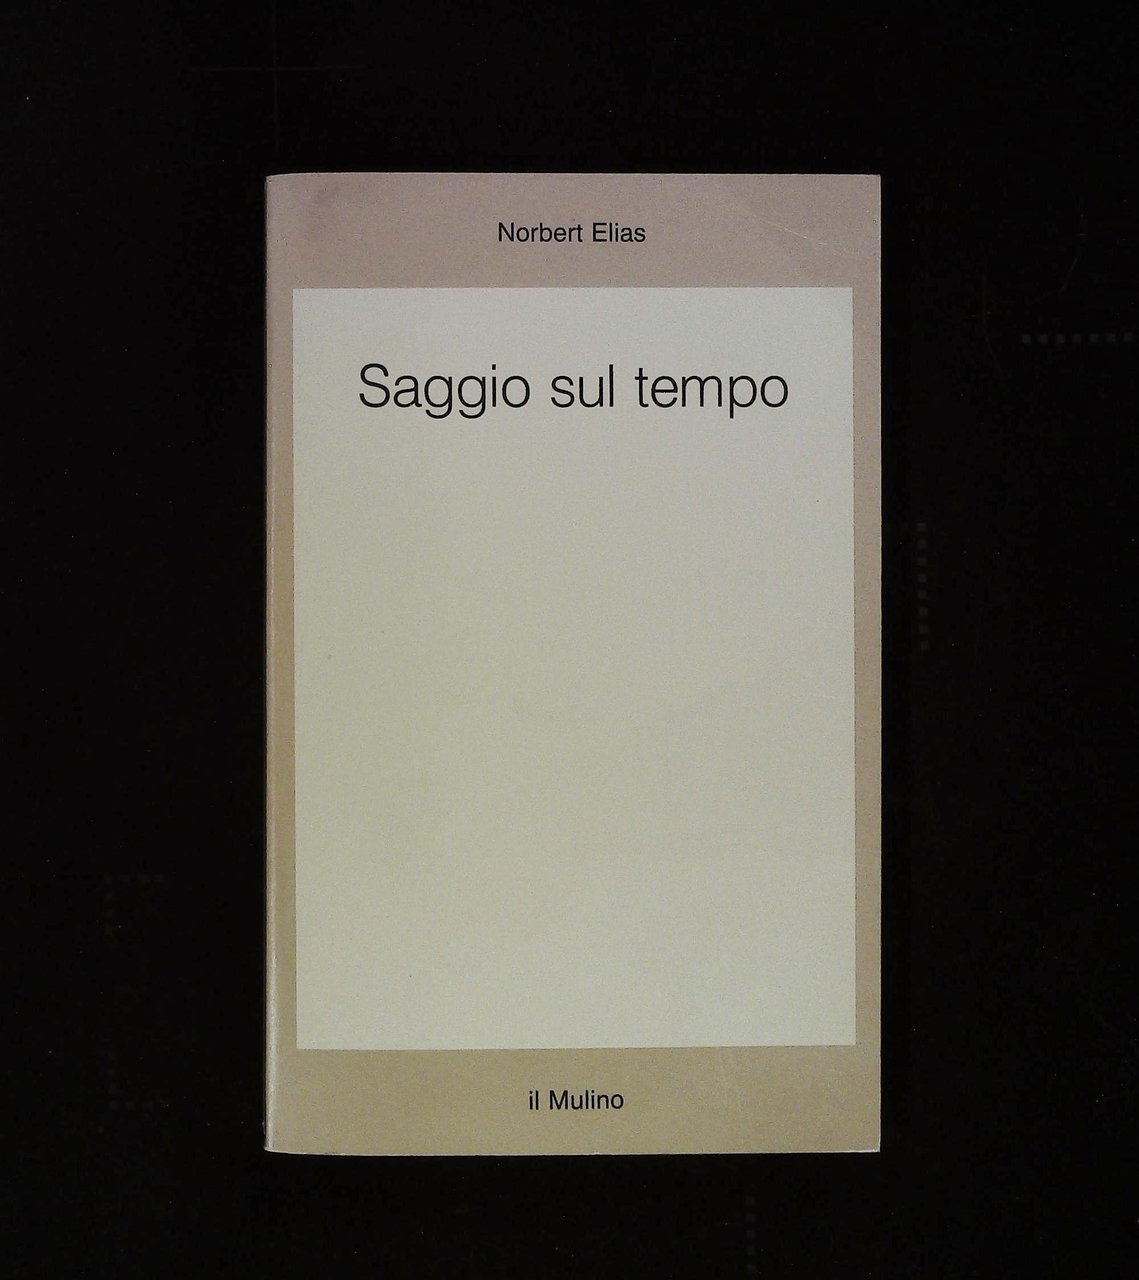 Norbert Elias
Saggio sul tempo
il Mulino